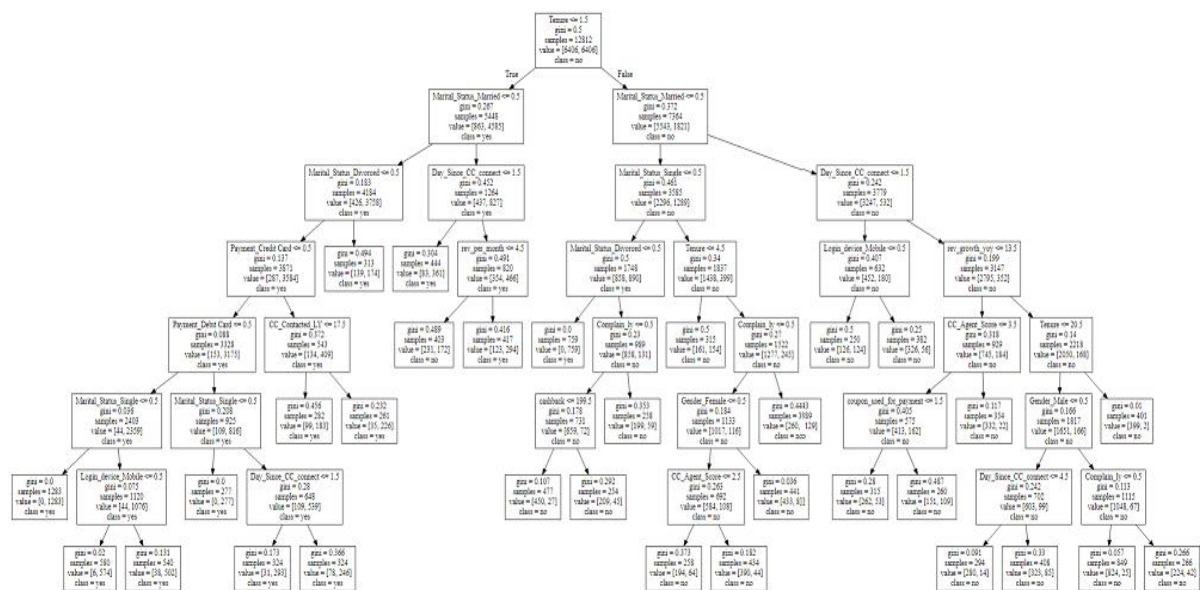 Tenure <= 1.5
gini = 0.5
samples = 12812
value = [6406, 6406]
class = no
True
False
Marital_Status_Married <= 0.5
gini = 0.267
samples = 5448
value = [863, 4585]
class = yes
Marital_Status_Married <= 0.5
gini = 0.372
samples = 7364
value = [5543, 1821]
class = no
Marital_Status_Divorced <= 0.5
gini = 0.183
samples = 4184
value = [426, 3758]
class = yes
Day_Since_CC_connect <= 1.5
gini = 0.452
samples = 1264
value = [437, 827]
class = yes
Marital_Status_Single <= 0.5
gini = 0.461
samples = 3585
value = [2296, 1289]
class = no
Day_Since_CC_connect <= 1.5
gini = 0.242
samples = 3779
value = [3247, 532]
class = no
Payment_Credit Card <= 0.5
gini = 0.137
samples = 3871
value = [287, 3584]
class = yes
gini = 0.494
samples = 313
value = [139, 174]
class = yes
gini = 0.304
samples = 444
value = [83, 361]
class = yes
rev_per_month <= 4.5
gini = 0.491
samples = 820
value = [354, 466]
class = yes
Marital_Status_Divorced <= 0.5
gini = 0.5
samples = 1748
value = [858, 890]
class = yes
Tenure <= 4.5
gini = 0.34
samples = 1837
value = [1438, 399]
class = no
Login_device_Mobile <= 0.5
gini = 0.407
samples = 632
value = [452, 180]
class = no
rev_growth_yoy <= 13.5
gini = 0.199
samples = 3147
value = [2795, 352]
class = no
Payment_Debit Card <= 0.5
gini = 0.088
samples = 3328
value = [153, 3175]
class = yes
CC_Contacted_LY <= 17.5
gini = 0.372
samples = 543
value = [134, 409]
class = yes
gini = 0.489
samples = 403
value = [231, 172]
class = no
gini = 0.416
samples = 417
value = [123, 294]
class = yes
gini = 0.0
samples = 759
value = [0, 759]
class = yes
Complain_ly <= 0.5
gini = 0.23
samples = 989
value = [858, 131]
class = no
gini = 0.5
samples = 315
value = [161, 154]
class = no
Complain_ly <= 0.5
gini = 0.27
samples = 1522
value = [1277, 245]
class = no
gini = 0.5
samples = 250
value = [126, 124]
class = no
gini = 0.25
samples = 382
value = [326, 56]
class = no
CC_Agent_Score <= 3.5
gini = 0.318
samples = 929
value = [745, 184]
class = no
Tenure <= 20.5
gini = 0.14
samples = 2218
value = [2050, 168]
class = no
Marital_Status_Single <= 0.5
gini = 0.036
samples = 2403
value = [44, 2359]
class = yes
Marital_Status_Single <= 0.5
gini = 0.208
samples = 925
value = [109, 816]
class = yes
gini = 0.456
samples = 282
value = [99, 183]
class = yes
gini = 0.232
samples = 261
value = [35, 226]
class = yes
cashback <= 199.5
gini = 0.178
samples = 731
value = [659, 72]
class = no
gini = 0.353
samples = 258
value = [199, 59]
class = no
Gender_Female <= 0.5
gini = 0.184
samples = 1133
value = [1017, 116]
class = no
gini = 0.4443
value = [260, 129]
coupon_used_for_payment <= 1.5
gini = 0.405
samples = 575
value = [413, 162]
class = no
gini = 0.117
samples = 354
value = [332, 22]
class = no
Gender_Male <= 0.5
gini = 0.166
samples = 1817
value = [1651, 166]
class = no
gini = 0.01
samples = 401
value = [399, 2]
class = no
gini = 0.0
samples = 1283
value = [0, 1283]
class = yes
Login_device_Mobile <= 0.5
gini = 0.075
samples = 1120
value = [44, 1076]
class = yes
gini = 0.0
samples = 277
value = [0, 277]
class = yes
Day_Since_CC_connect <= 1.5
gini = 0.28
samples = 648
value = [109, 539]
class = yes
gini = 0.107
samples = 477
value = [450, 27]
class = no
gini = 0.292
samples = 254
value = [209, 45]
class = no
CC_Agent_Score <= 2.5
gini = 0.263
samples = 692
value = [584, 108]
class = no
gini = 0.036
samples = 441
value = [433, 8]
class = no
gini = 0.28
samples = 315
value = [262, 53]
class = no
gini = 0.487
samples = 260
value = [151, 109]
class = no
Day_Since_CC_connect <= 4.5
gini = 0.242
samples = 702
value = [603, 99]
class = no
Complain_ly <= 0.5
gini = 0.113
samples = 1115
value = [1048, 67]
class = no
gini = 0.02
samples = 580
value = [6, 574]
class = yes
gini = 0.131
samples = 540
value = [38, 502]
class = yes
gini = 0.173
samples = 324
value = [31, 293]
class = yes
gini = 0.366
samples = 324
value = [78, 246]
class = yes
gini = 0.373
samples = 258
value = [194, 64]
class = no
gini = 0.182
samples = 434
value = [390, 44]
class = no
gini = 0.091
samples = 294
value = [280, 14]
class = no
gini = 0.33
samples = 408
value = [323, 85]
class = no
gini = 0.057
samples = 849
value = [824, 25]
class = no
gini = 0.266
samples = 266
value = [224, 42]
class = no